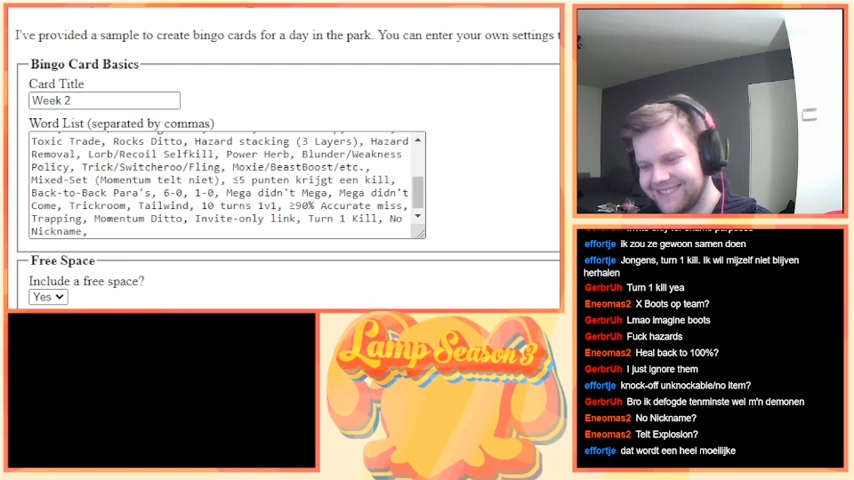 I've provided a sample to create bingo cards for a day in the park. You can enter your own settings t
Bingo Card Basics
Card Title
Week 2
Word List (separated by commas)
Toxic Trade, Rocks Ditto, Hazard stacking (3 Layers), Hazard
Removal, Lorb/Recoil Selfkill, Power Herb, Blunder/Weakness
Policy, Trick/Switcheroo/Fling, Moxie/BeastBoost/etc.,
Mixed-Set (Momentum telt niet), ≤5 punten krijgt een kill,
Back-to-Back Para's, 6-0, 1-0, Mega didn't Mega, Mega didn't
Come, Trickroom, Tailwind, 10 turns 1v1, ≥90% Accurate miss,
Trapping, Momentum Ditto, Invite-only link, Turn 1 Kill, No
Nickname,
Free Space
Include a free space?
Yes
Lamp Season 3
effortje Ik zou ze gewoon samen doen
effortje Jongens, turn 1 kill. Ik wil mijzelf niet blijven
herhalen
GerbrUh Turn 1 kill yea
Eneomas2 X Boots op team?
GerbrUh Lmao Imagine boots
GerbrUh Fuck hazards
Eneomas2 Heal back to 100%?
GerbrUh I just ignore them
effortje knock-off unknockable/no item?
GerbrUh Bro ik defogde tenminste wel m'n demonen
Eneomas2 No Nickname?
Eneomas2 Telt Explosion?
effortje dat wordt een heel moeilijke